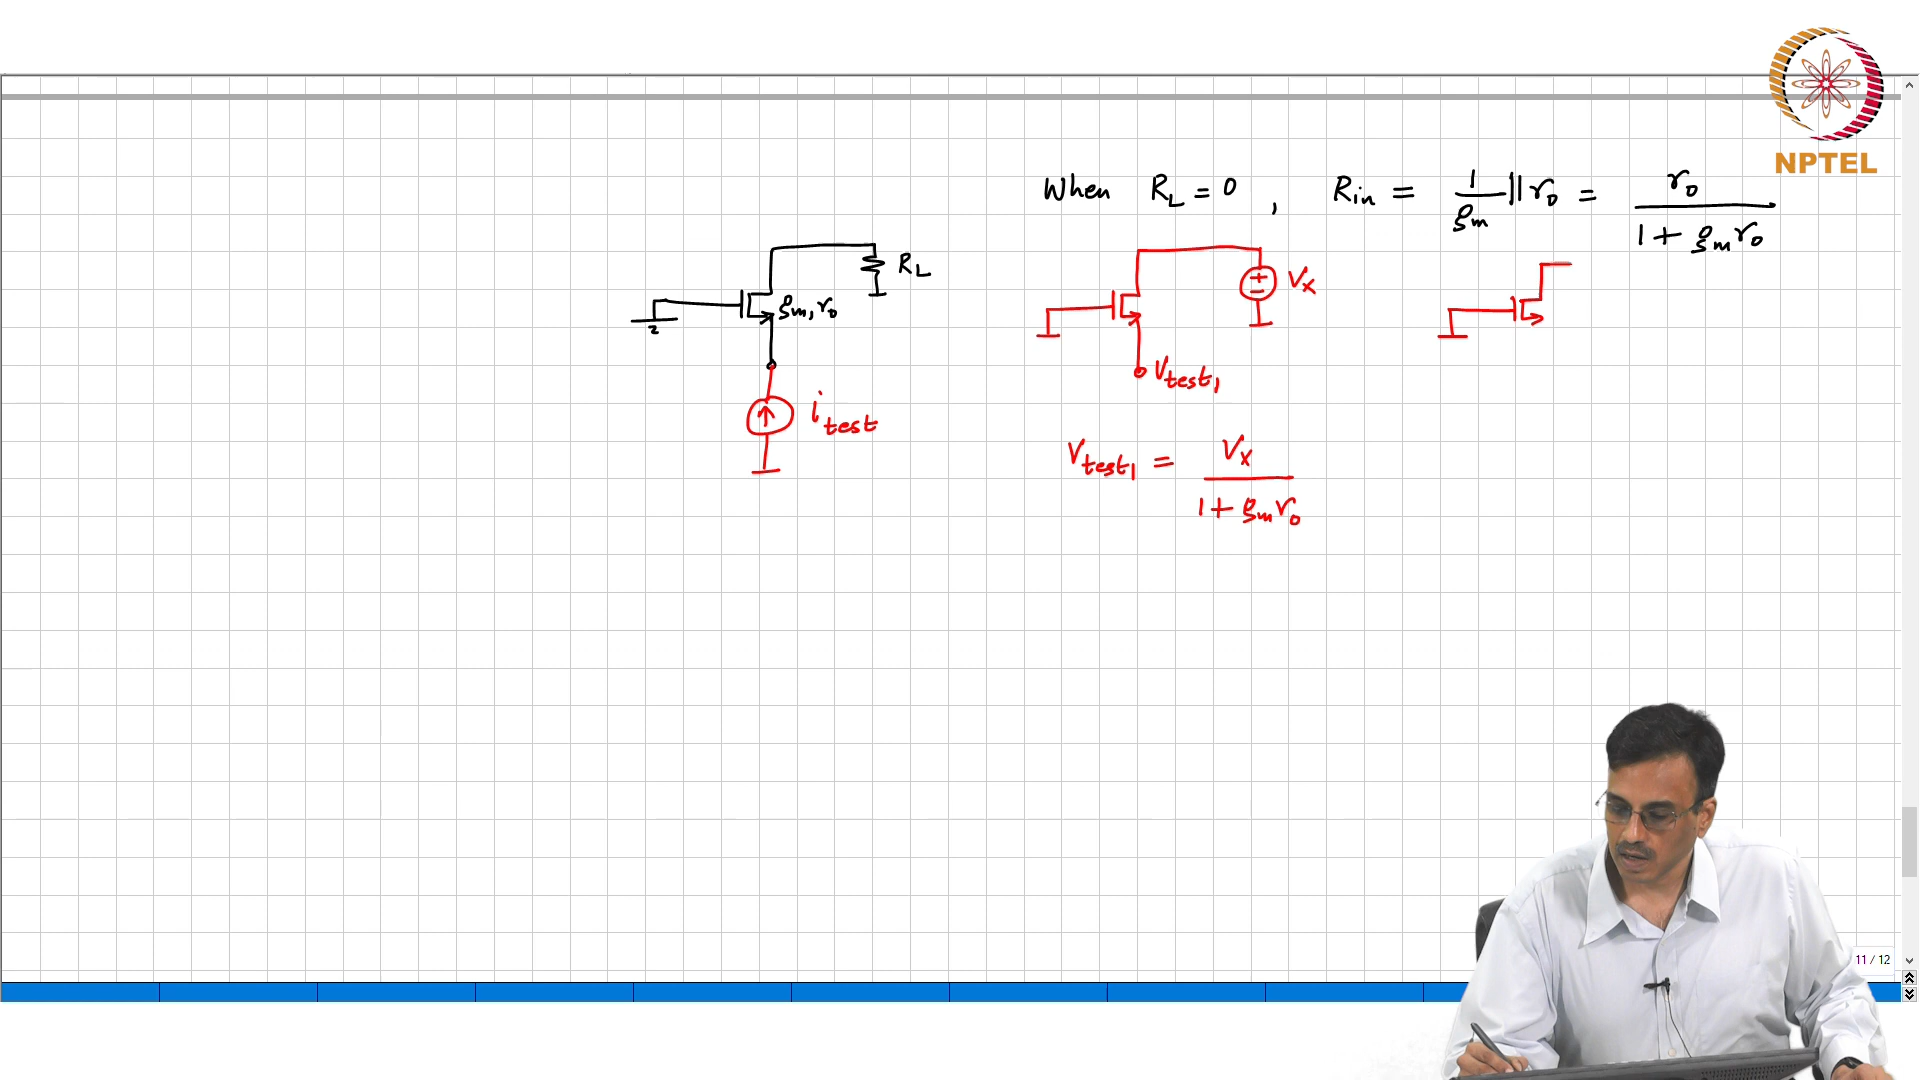 NPTEL
When R_L = 0 , R_in = 1/g_m || r_o = r_o/(1 + g_m r_o)
R_L
g_m, r_o
i_test
V_x
V_test1
V_test1 = V_x/(1 + g_m r_o)
11 / 12